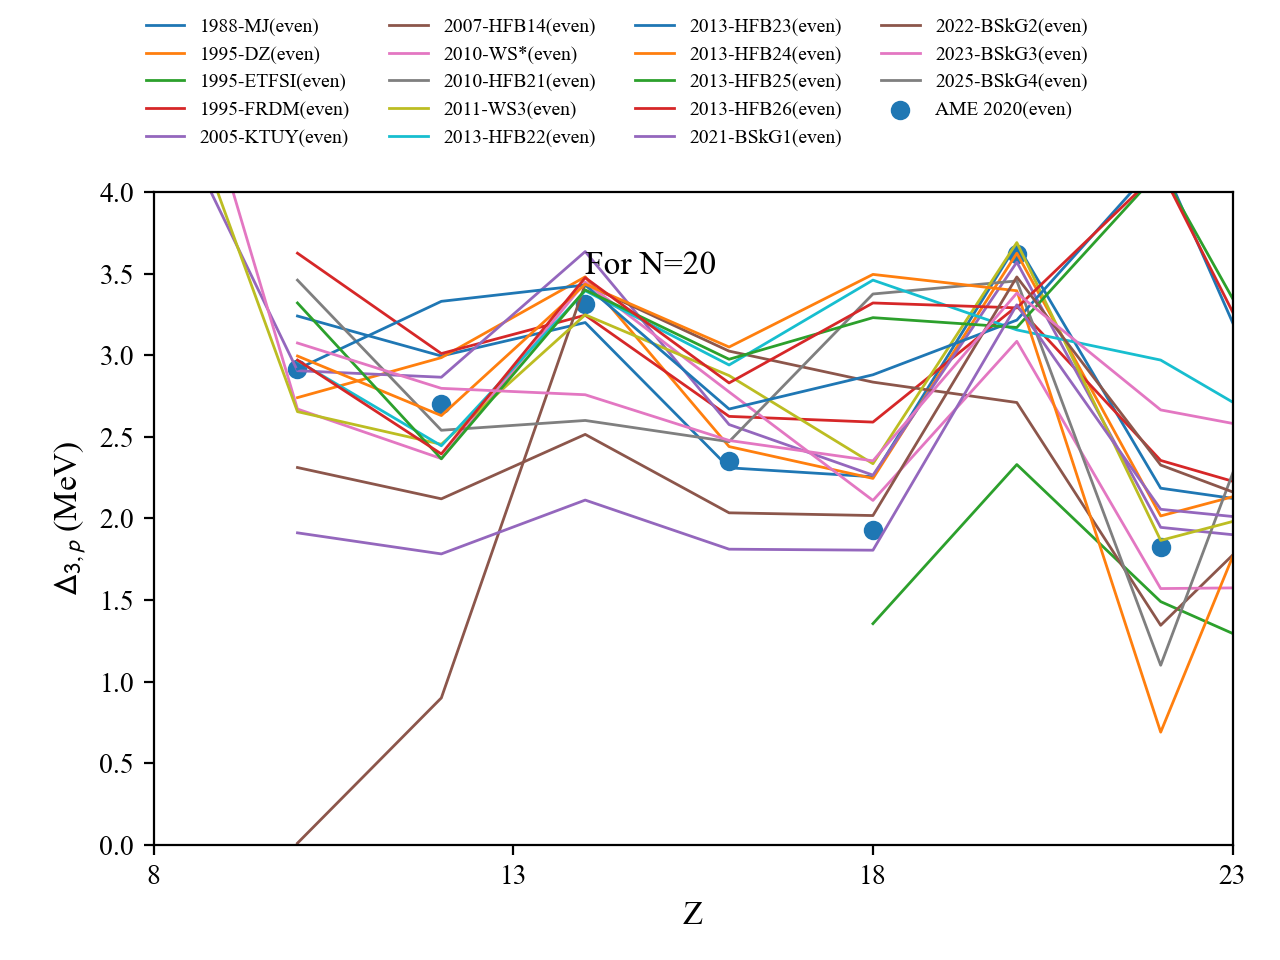 1988-MJ(even) 2007-HFB14(even) 2013-HFB23(even) 2022-BSkG2(even)
1995-DZ(even) 2010-WS*(even) 2013-HFB24(even) 2023-BSkG3(even)
1995-ETFSI(even) 2010-HFB21(even) 2013-HFB25(even) 2025-BSkG4(even)
1995-FRDM(even) 2011-WS3(even) 2013-HFB26(even) AME 2020(even)
2005-KTUY(even) 2013-HFB22(even) 2021-BSkG1(even)
4.0
For N=20
3.5
3.0
2.5
2.0
1.5
1.0
0.5
0.0
Δ3,p (MeV)
8 13 18 23
Z